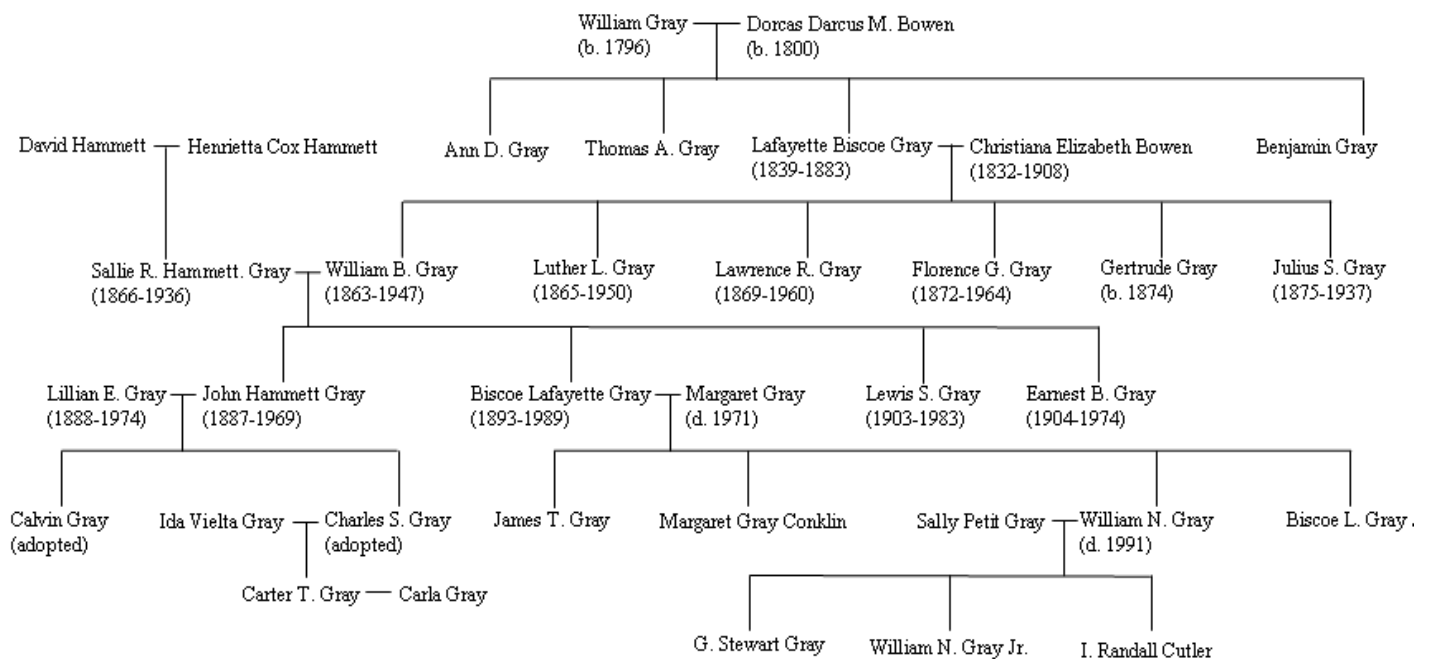 William Gray
(b. 1796)
Dorcas Darcus M. Bowen
(b. 1800)
David Hammett
Henrietta Cox Hammett
Ann D. Gray
Thomas A. Gray
Lafayette Biscoe Gray
(1839-1883)
Christiana Elizabeth Bowen
(1832-1908)
Benjamin Gray
Sallie R. Hammett. Gray
(1866-1936)
William B. Gray
(1863-1947)
Luther L. Gray
(1865-1950)
Lawrence R. Gray
(1869-1960)
Florence G. Gray
(1872-1964)
Gertrude Gray
(b. 1874)
Julius S. Gray
(1875-1937)
Lillian E. Gray
(1888-1974)
John Hammett Gray
(1887-1969)
Biscoe Lafayette Gray
(1893-1989)
Margaret Gray
(d. 1971)
Lewis S. Gray
(1903-1983)
Earnest B. Gray
(1904-1974)
Calvin Gray
(adopted)
Ida Vielta Gray
Charles S. Gray
(adopted)
James T. Gray
Margaret Gray Conklin
Sally Petit Gray
William N. Gray
(d. 1991)
Biscoe L. Gray .
Carter T. Gray
Carla Gray
G. Stewart Gray
William N. Gray Jr.
I. Randall Cutler